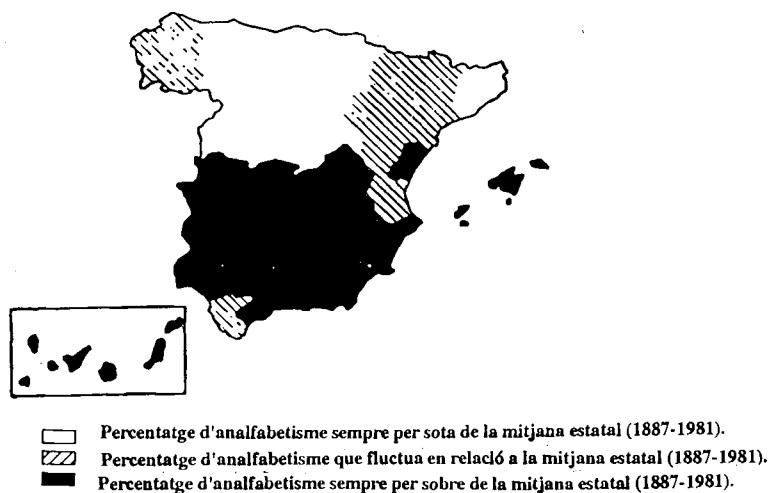 Percentatge d'analfabetisme sempre per sota de la mitjana estatal (1887-1981).
Percentatge d'analfabetisme que fluctua en relació a la mitjana estatal (1887-1981).
Percentatge d'analfabetisme sempre per sobre de la mitjana estatal (1887-1981).